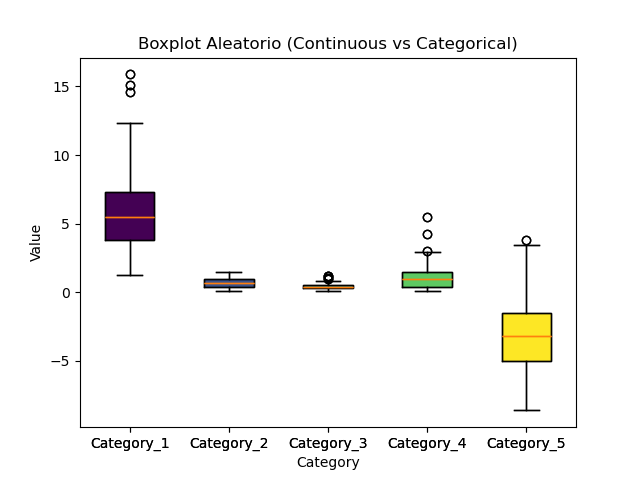 Boxplot Aleatorio (Continuous vs Categorical)
Value
15
10
5
0
−5
Category_1 Category_2 Category_3 Category_4 Category_5
Category